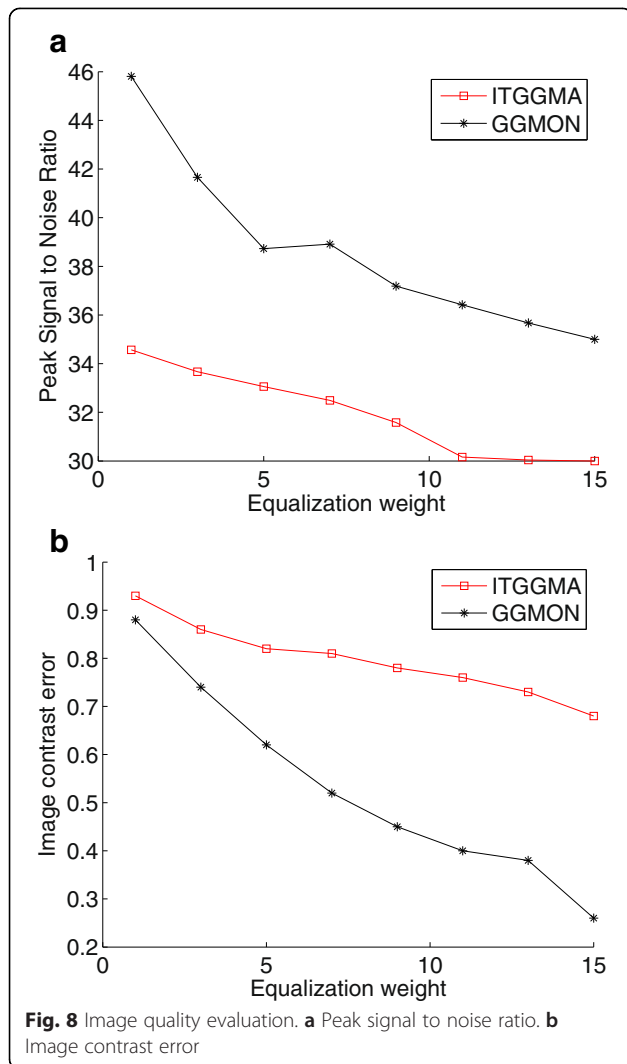 a
46
44
42
40
38
36
34
32
30
Peak Signal to Noise Ratio
ITGGMA
GGMON
0 5 10 15
Equalization weight
b
1
0.9
0.8
0.7
0.6
0.5
0.4
0.3
0.2
Image contrast error
ITGGMA
GGMON
0 5 10 15
Equalization weight
Fig. 8 Image quality evaluation. a Peak signal to noise ratio. b
Image contrast error